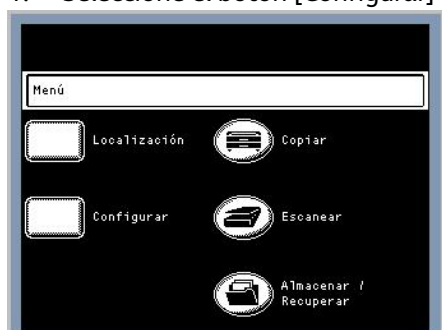 Seleccione el botón [Configurar]
Menú
Localización
Copiar
Configurar
Escanear
Almacenar /
Recuperar